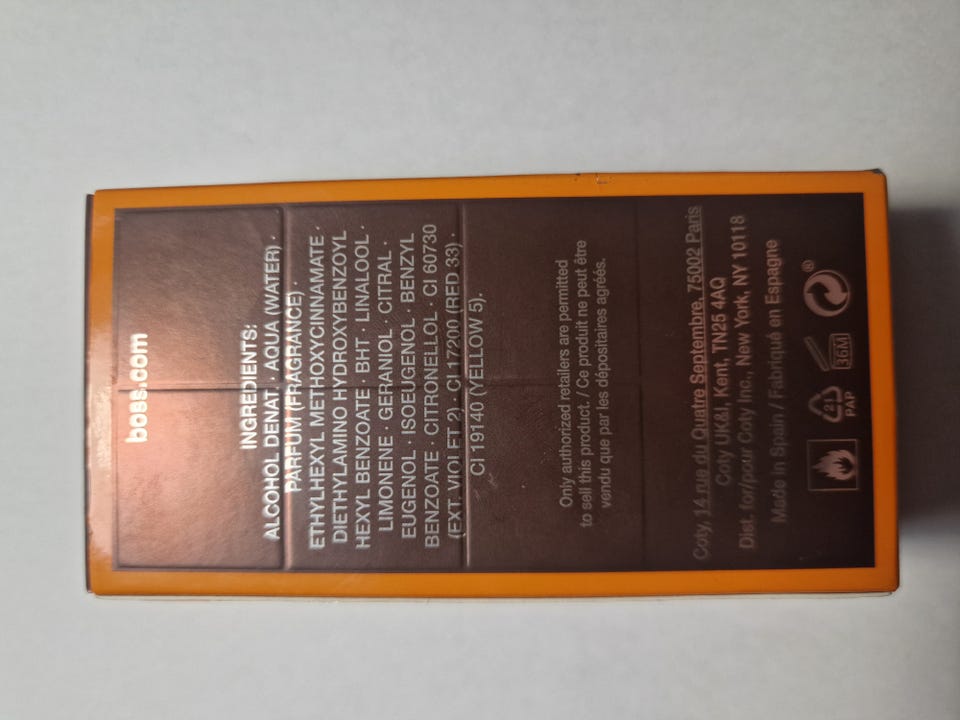 boss.com
INGREDIENTS:
ALCOHOL DENAT. · AQUA (WATER) ·
PARFUM (FRAGRANCE) ·
ETHYLHEXYL METHOXYCINNAMATE ·
DIETHYLAMINO HYDROXYBENZOYL
HEXYL BENZOATE · BHT · LINALOOL ·
LIMONENE · GERANIOL · CITRAL ·
EUGENOL · ISOEUGENOL · BENZYL
BENZOATE · CITRONELLOL · CI 60730
(EXT. VIOLET 2) · CI 17200 (RED 33) ·
CI 19140 (YELLOW 5).
Only authorized retailers are permitted
to sell this product. / Ce produit ne peut être
vendu que par les dépositaires agréés.
Coty, 14 rue du Quatre Septembre, 75002 Paris
Coty UK&I, Kent, TN25 4AQ
Dist. for/pour Coty Inc., New York, NY 10118
Made in Spain / Fabriqué en Espagne
21
PAP
36M
®